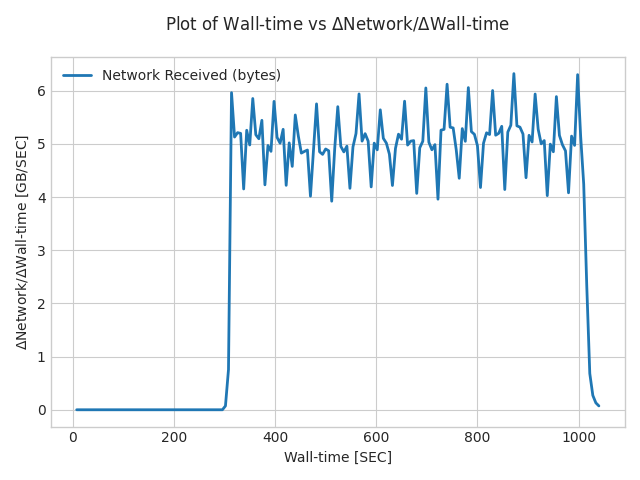 Plot of Wall-time vs ΔNetwork/ΔWall-time
Network Received (bytes)
ΔNetwork/ΔWall-time [GB/SEC]
6
5
4
3
2
1
0
0 200 400 600 800 1000
Wall-time [SEC]